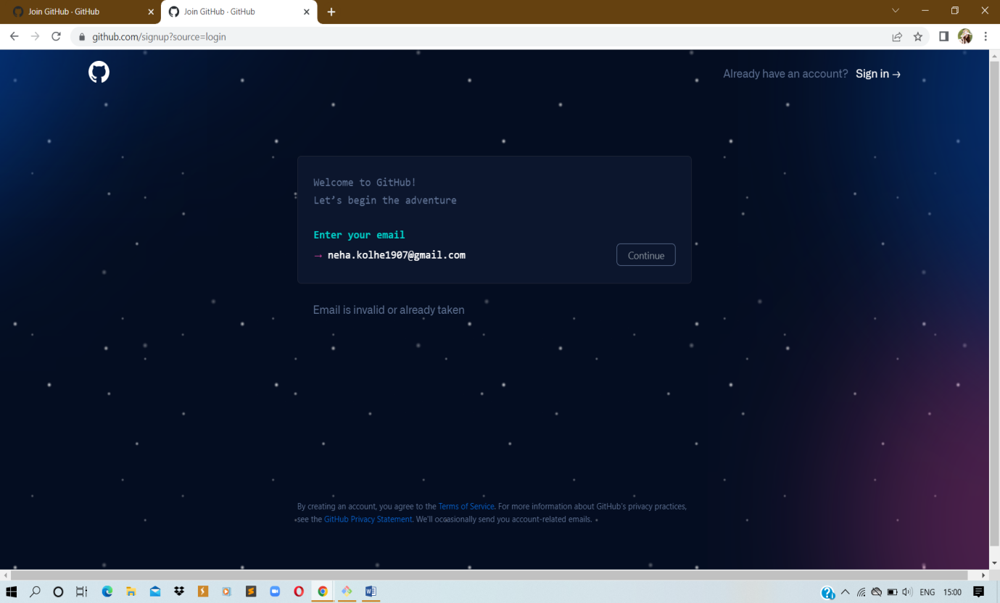 Join GitHub · GitHub
Join GitHub · GitHub
github.com/signup?source=login
Already have an account? Sign in →
Welcome to GitHub!
Let's begin the adventure
Enter your email
→ neha.kolhe1907@gmail.com
Continue
Email is invalid or already taken
By creating an account, you agree to the Terms of Service. For more information about GitHub's privacy practices,
see the GitHub Privacy Statement. We'll occasionally send you account-related emails.
ENG 15:00